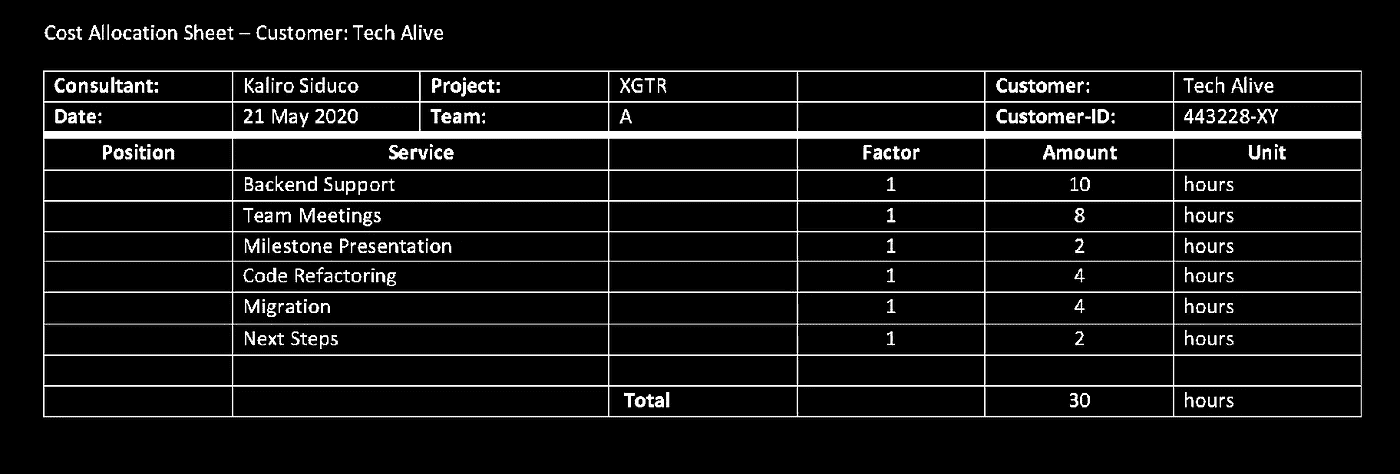 Cost Allocation Sheet – Customer: Tech Alive
Consultant: Kaliro Siduco Project: XGTR Customer: Tech Alive
Date: 21 May 2020 Team: A Customer-ID: 443228-XY
Position Service Factor Amount Unit
Backend Support 1 10 hours
Team Meetings 1 8 hours
Milestone Presentation 1 2 hours
Code Refactoring 1 4 hours
Migration 1 4 hours
Next Steps 1 2 hours
Total 30 hours